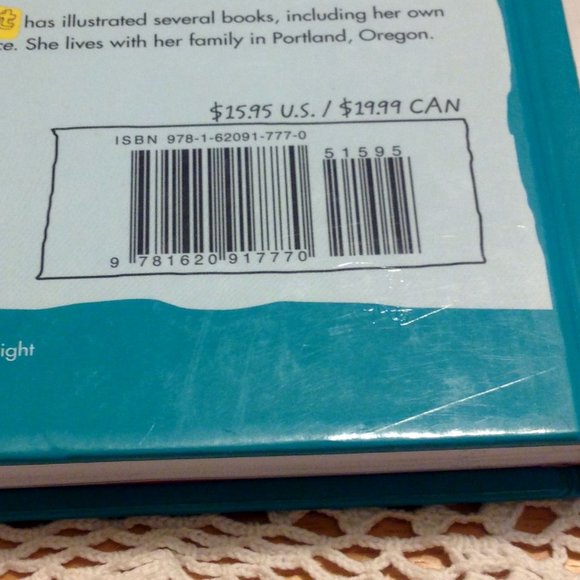 has illustrated several books, including her own
She lives with her family in Portland, Oregon.
$15.95 U.S. / $19.99 CAN
ISBN 978-1-62091-777-0
51595
9 781620 917770
ight